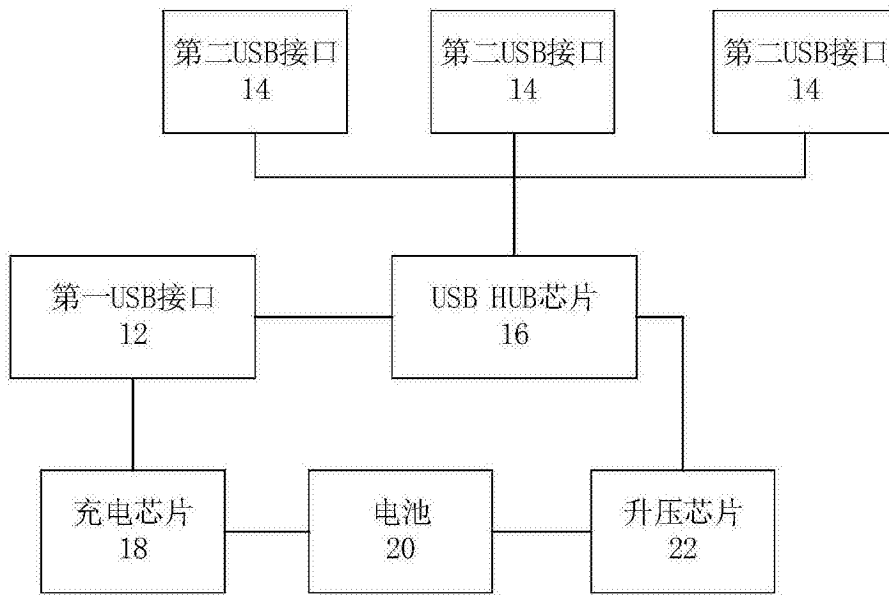 第二USB接口
14
第二USB接口
14
第二USB接口
14
第一USB接口
12
USB HUB芯片
16
充电芯片
18
电池
20
升压芯片
22